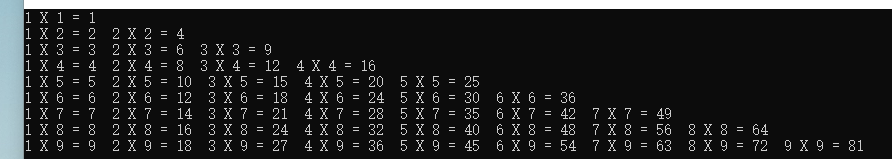 1 X 1 = 1
1 X 2 = 2  2 X 2 = 4
1 X 3 = 3  2 X 3 = 6  3 X 3 = 9
1 X 4 = 4  2 X 4 = 8  3 X 4 = 12  4 X 4 = 16
1 X 5 = 5  2 X 5 = 10  3 X 5 = 15  4 X 5 = 20  5 X 5 = 25
1 X 6 = 6  2 X 6 = 12  3 X 6 = 18  4 X 6 = 24  5 X 6 = 30  6 X 6 = 36
1 X 7 = 7  2 X 7 = 14  3 X 7 = 21  4 X 7 = 28  5 X 7 = 35  6 X 7 = 42  7 X 7 = 49
1 X 8 = 8  2 X 8 = 16  3 X 8 = 24  4 X 8 = 32  5 X 8 = 40  6 X 8 = 48  7 X 8 = 56  8 X 8 = 64
1 X 9 = 9  2 X 9 = 18  3 X 9 = 27  4 X 9 = 36  5 X 9 = 45  6 X 9 = 54  7 X 9 = 63  8 X 9 = 72  9 X 9 = 81